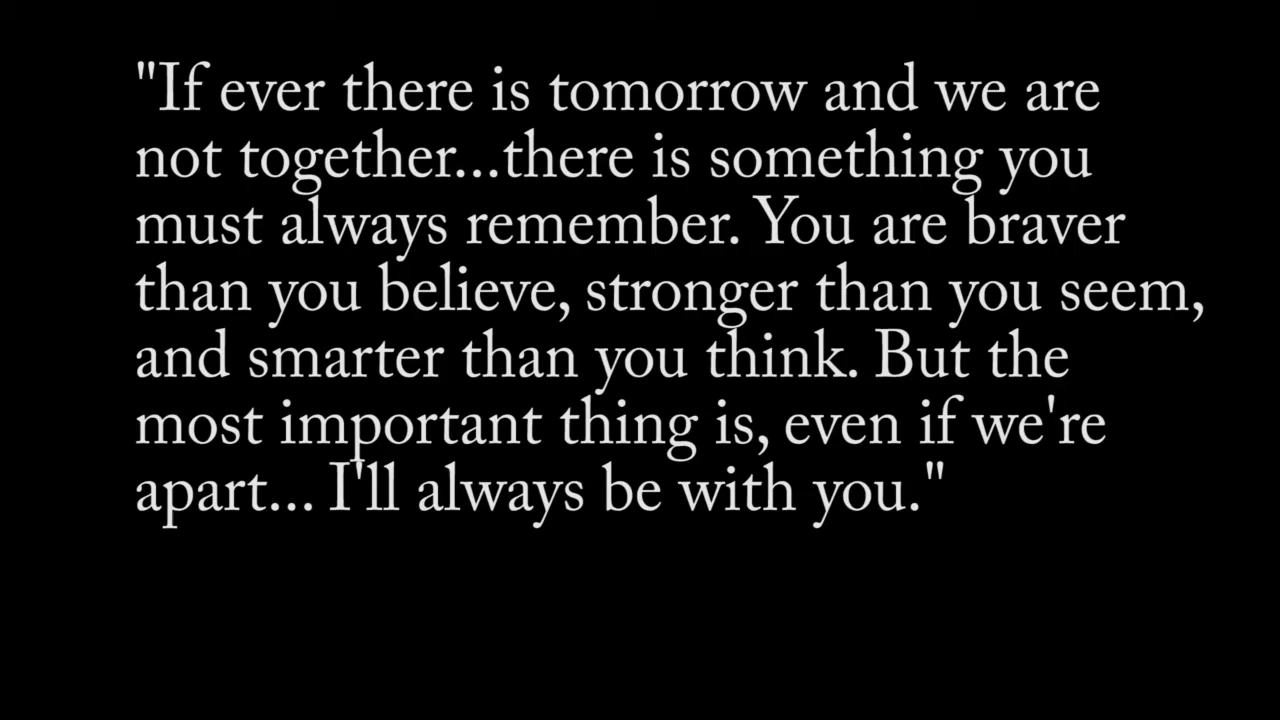 "If ever there is tomorrow and we are
not together...there is something you
must always remember. You are braver
than you believe, stronger than you seem,
and smarter than you think. But the
most important thing is, even if we're
apart... I'll always be with you."